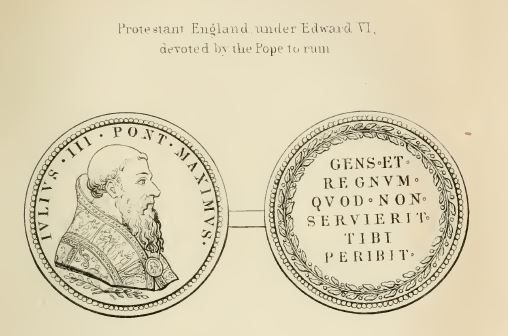 Protestant England under Edward VI,
devoted by the Pope to ruin
IVLIVS · III · PONT · MAXIMVS ·
GENS∘ET∘
REGNVM∘
QVOD∘NON∘
SERVIERIT∘
TIBI
PERIBIT∘